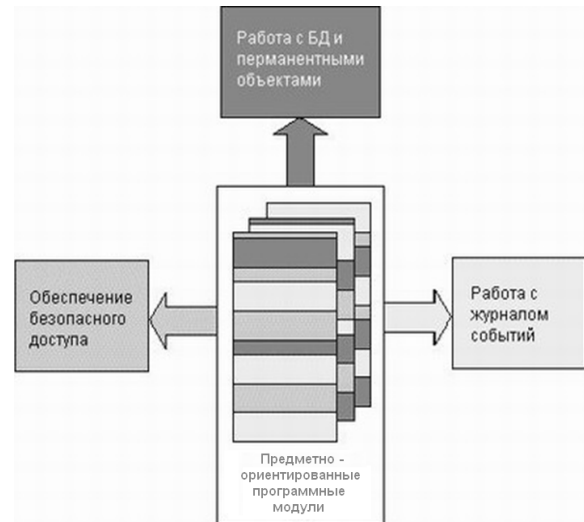 Работа с БД и
перманентными
объектами
Обеспечение
безопасного
доступа
Работа с
журналом
событий
Предметно -
ориентированные
программные
модули